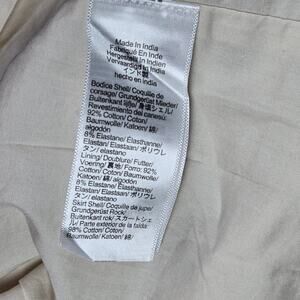 Made In India
Fabriqué En Inde
Hergestellt In Indien
Vervaardigd In India
インド製
hecho en india
Bodice Shell/ Coquille de
corsage/ Grundgerüst Mieder/
Buitenkant lijfje/ 身頃シェル/
Revestimiento del canesú:
92% Cotton/ Coton/
Baumwolle/ Katoen/ 綿/
algodón
8% Elastane/ Élasthanne/
Elastan/ Elastaan/ ポリウレ
タン/ elastano
Lining/ Doublure/ Futter/
Voering/ 裏地/ Forro: 92%
Cotton/ Coton/ Baumwolle/
Katoen/ 綿/ algodón
8% Elastane/ Élasthanne/
Elastan/ Elastaan/ ポリウレ
タン/ elastano
Skirt Shell/ Coquille de jupe/
Grundgerüst Rock/
Buitenkant rok/ スカートシェ
ル/ Parte exterior de la falda:
98% Cotton/ Coton/
Baumwolle/ Katoen/ 綿/